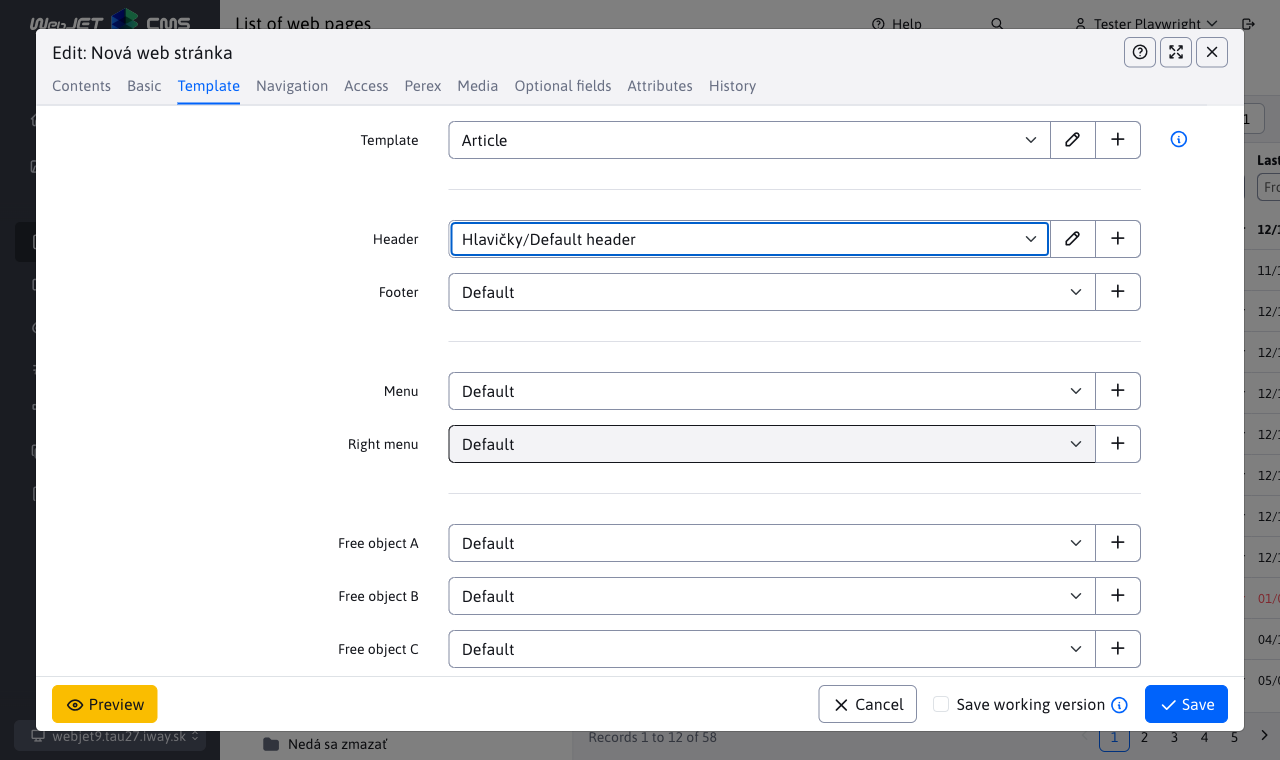 WebJET CMS
List of web pages
Help
Tester Playwright
Edit: Nová web stránka
Contents Basic Template Navigation Access Perex Media Optional fields Attributes History
Template Article
Header Hlavičky/Default header
Footer Default
Menu Default
Right menu Default
Free object A Default
Free object B Default
Free object C Default
Preview Cancel Save working version Save
1
Last
Fro
12/1
11/1
12/1
12/1
12/1
12/1
12/1
12/1
12/1
01/0
04/1
05/0
webjet9.tau27.iway.sk
Nedá sa zmazať
Records 1 to 12 of 58
1 2 3 4 5